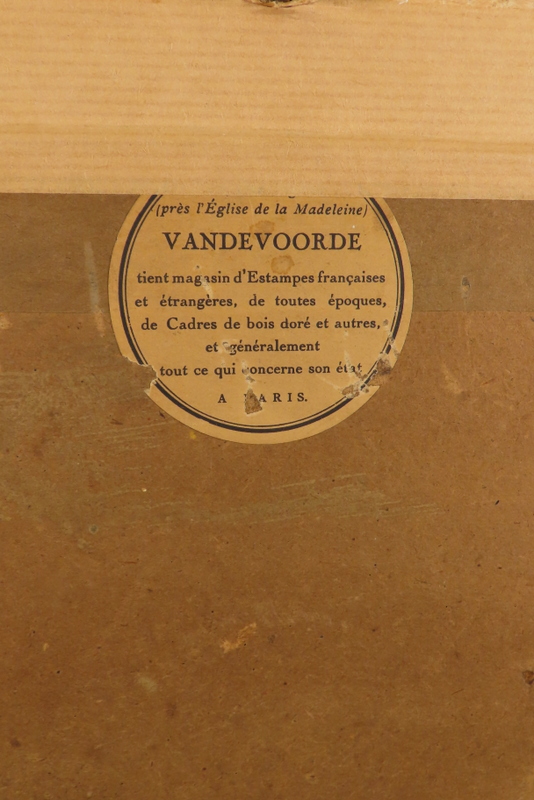 (près l'Église de la Madeleine)
VANDEVOORDE
tient magasin d'Estampes françaises
et étrangères, de toutes époques,
de Cadres de bois doré et autres,
et généralement
tout ce qui concerne son état
A PARIS.